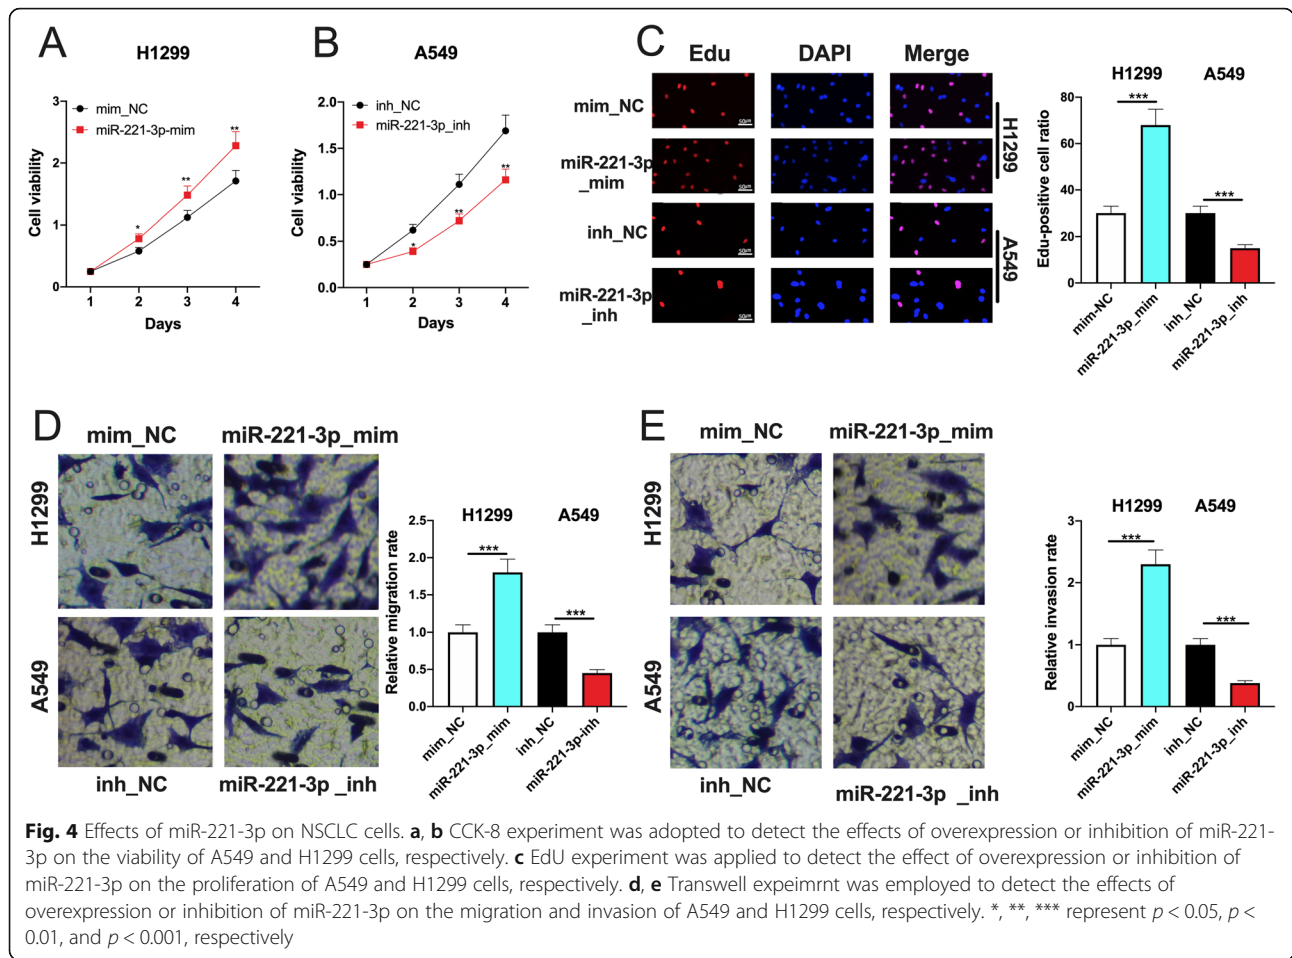 A
H1299
mim_NC
miR-221-3p-mim
Cell viability
3
2
1
0
*
**
**
1 2 3 4
Days
B
A549
inh_NC
miR-221-3p_inh
Cell viability
2.0
1.5
1.0
0.5
0.0
*
**
**
1 2 3 4
Days
C
Edu DAPI Merge
mim_NC
50μm
miR-221-3p
_mim
50μm
H1299
inh_NC
50μm
miR-221-3p
_inh
50μm
A549
H1299 A549
Edu-positive cell ratio
80
60
40
20
0
***
***
mim-NC
miR-221-3p_mim
inh_NC
miR-221-3p_inh
D
mim_NC miR-221-3p_mim
H1299
A549
inh_NC miR-221-3p _inh
H1299 A549
Relative migration rate
2.5
2.0
1.5
1.0
0.5
0.0
***
***
mim_NC
miR-221-3p_mim
inh_NC
miR-221-3p-inh
E
mim_NC miR-221-3p_mim
H1299
A549
inh_NC miR-221-3p _inh
H1299 A549
Relative invasion rate
3
2
1
0
***
***
mim_NC
miR-221-3p_mim
inh_NC
miR-221-3p_inh
Fig. 4 Effects of miR-221-3p on NSCLC cells. a, b CCK-8 experiment was adopted to detect the effects of overexpression or inhibition of miR-221-
3p on the viability of A549 and H1299 cells, respectively. c EdU experiment was applied to detect the effect of overexpression or inhibition of
miR-221-3p on the proliferation of A549 and H1299 cells, respectively. d, e Transwell expeimrnt was employed to detect the effects of
overexpression or inhibition of miR-221-3p on the migration and invasion of A549 and H1299 cells, respectively. *, **, *** represent p < 0.05, p <
0.01, and p < 0.001, respectively